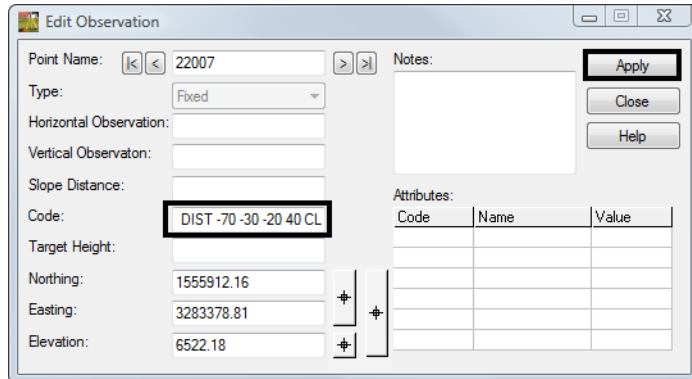 Edit Observation
Point Name: 22007
Type: Fixed
Horizontal Observation:
Vertical Observaton:
Slope Distance:
Code: DIST -70 -30 -20 40 CL
Target Height:
Northing: 1555912.16
Easting: 3283378.81
Elevation: 6522.18
Notes:
Apply
Close
Help
Attributes:
Code Name Value